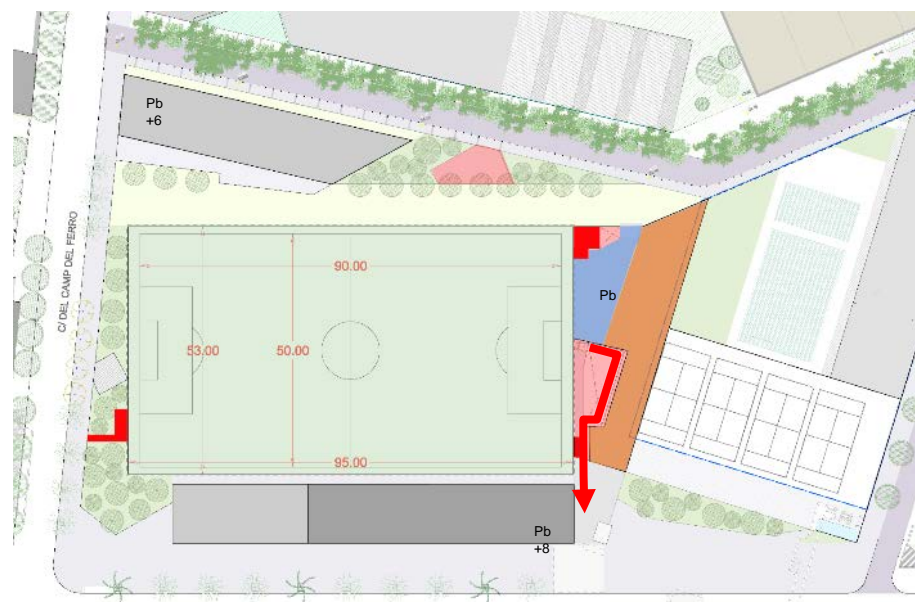 Pb
+6
C/ DEL CAMP DEL FERRO
90.00
Pb
53.00
50.00
95.00
Pb
+8